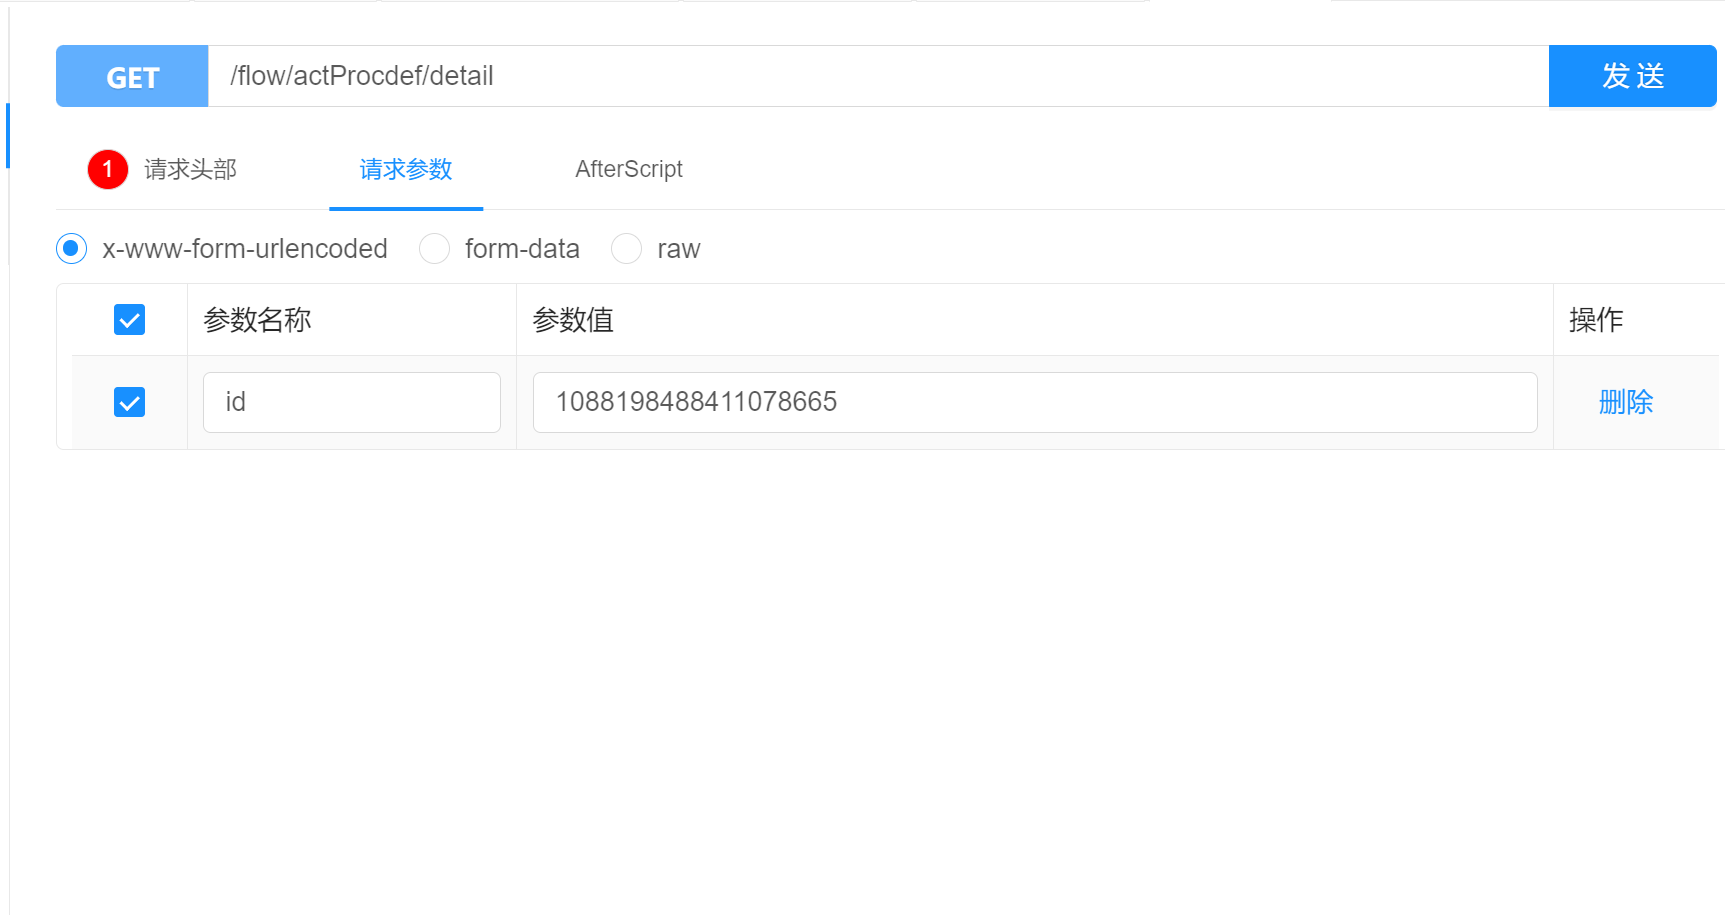 GET /flow/actProcdef/detail 发 送
1 请求头部 请求参数 AfterScript
x-www-form-urlencoded form-data raw
参数名称 参数值 操作
id 1088198488411078665 删除